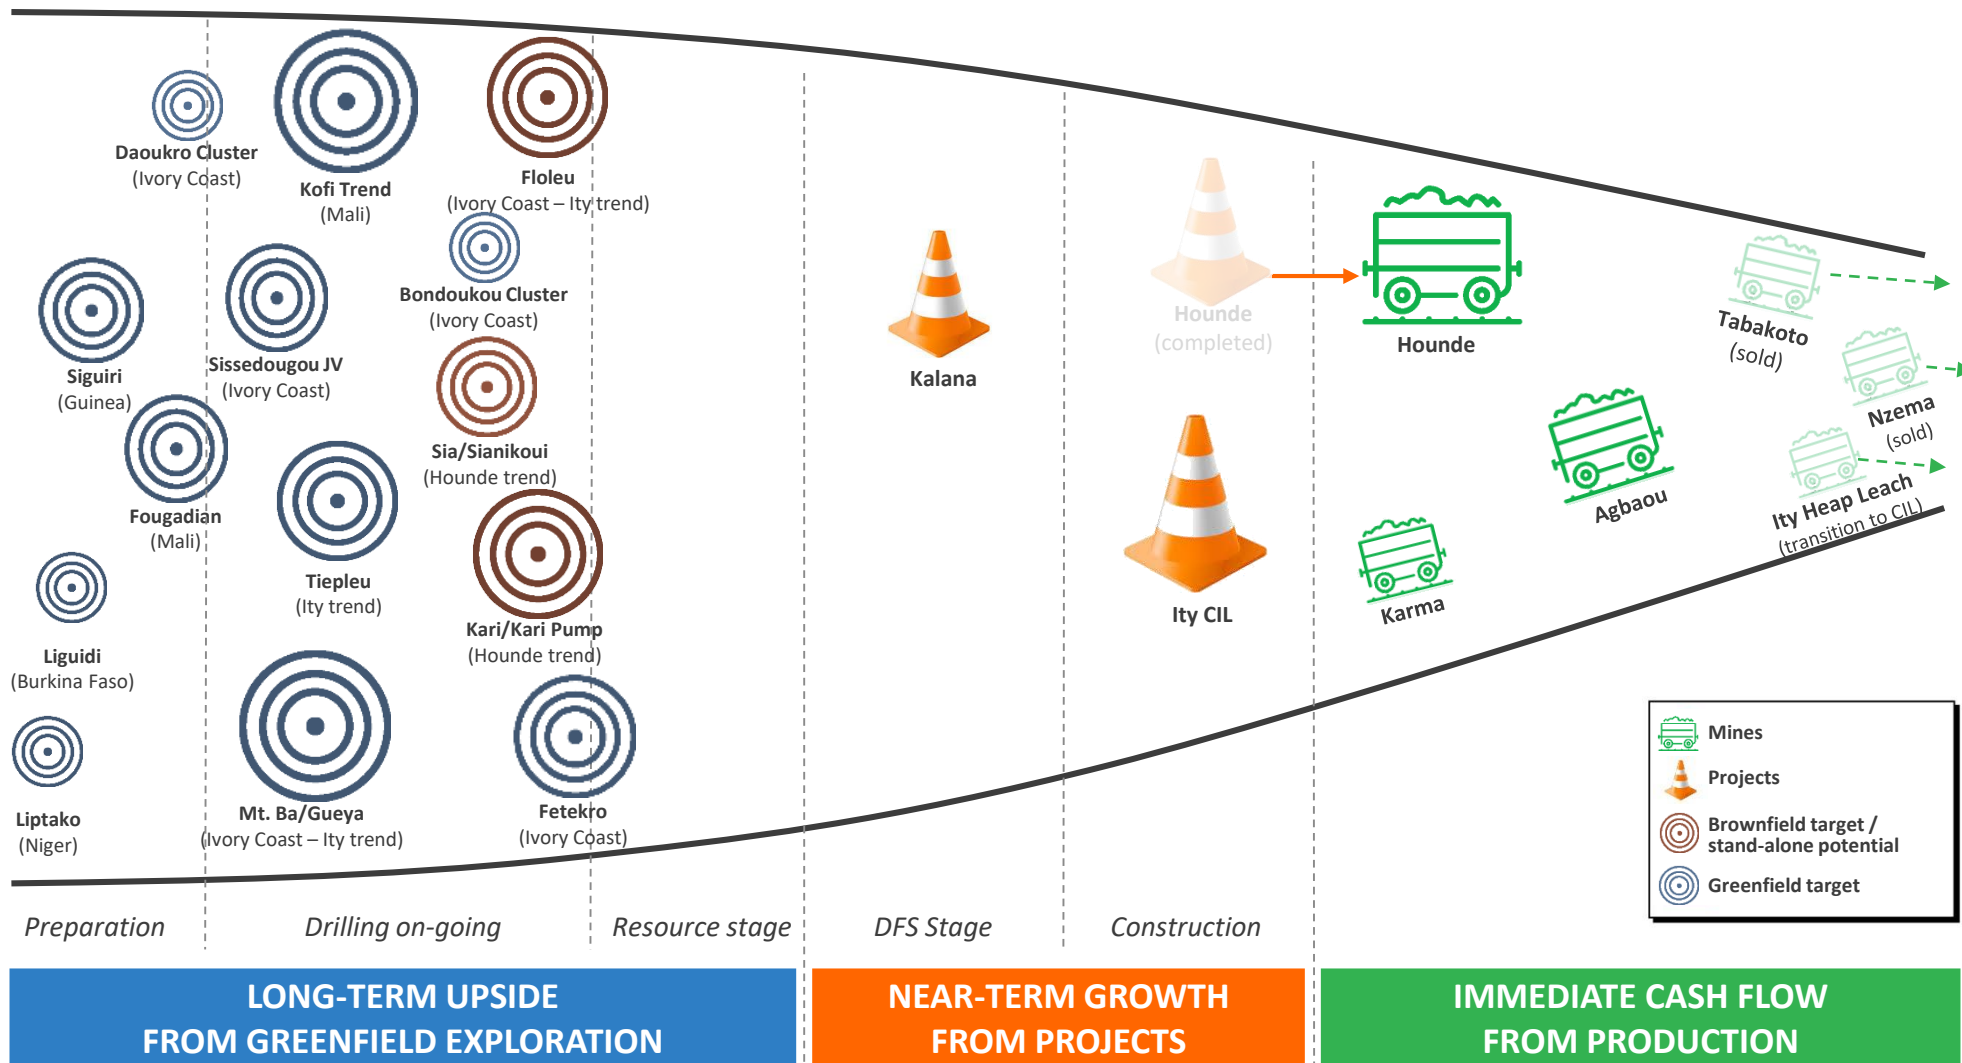 Daoukro Cluster
(Ivory Coast)
Kofi Trend
(Mali)
Floleu
(Ivory Coast – Ity trend)
Siguiri
(Guinea)
Sissedougou JV
(Ivory Coast)
Bondoukou Cluster
(Ivory Coast)
Sia/Sianikoui
(Hounde trend)
Fougadian
(Mali)
Tiepleu
(Ity trend)
Kari/Kari Pump
(Hounde trend)
Liguidi
(Burkina Faso)
Liptako
(Niger)
Mt. Ba/Gueya
(Ivory Coast – Ity trend)
Fetekro
(Ivory Coast)
Kalana
Hounde
(completed)
Ity CIL
Hounde
Karma
Agbaou
Tabakoto
(sold)
Nzema
(sold)
Ity Heap Leach
(transition to CIL)
Mines
Projects
Brownfield target /
stand-alone potential
Greenfield target
Preparation
Drilling on-going
Resource stage
DFS Stage
Construction
LONG-TERM UPSIDE
FROM GREENFIELD EXPLORATION
NEAR-TERM GROWTH
FROM PROJECTS
IMMEDIATE CASH FLOW
FROM PRODUCTION